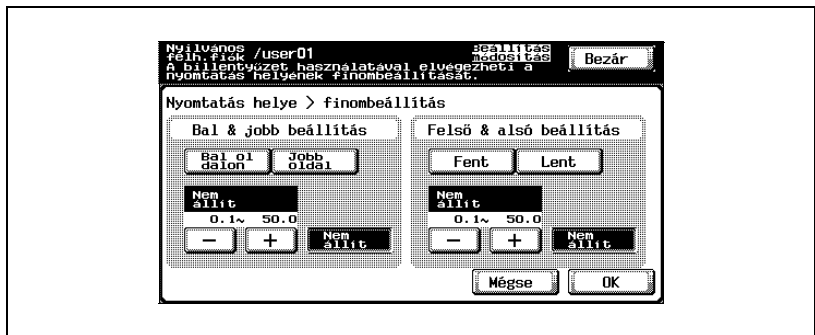 Nyilvános félh.fiók /user01
Beállítás módosítás
Bezár
A billentyűzet használatával elvégezheti a
nyomtatás helyének finombeállítását.
Nyomtatás helye > finombeállítás
Bal & jobb beállítás
Felső & alsó beállítás
Bal ol dalon
Jobb oldal
Fent
Lent
Nem állít
Nem állít
0.1~ 50.0
0.1~ 50.0
− + Nem állít
− + Nem állít
Mégse
OK